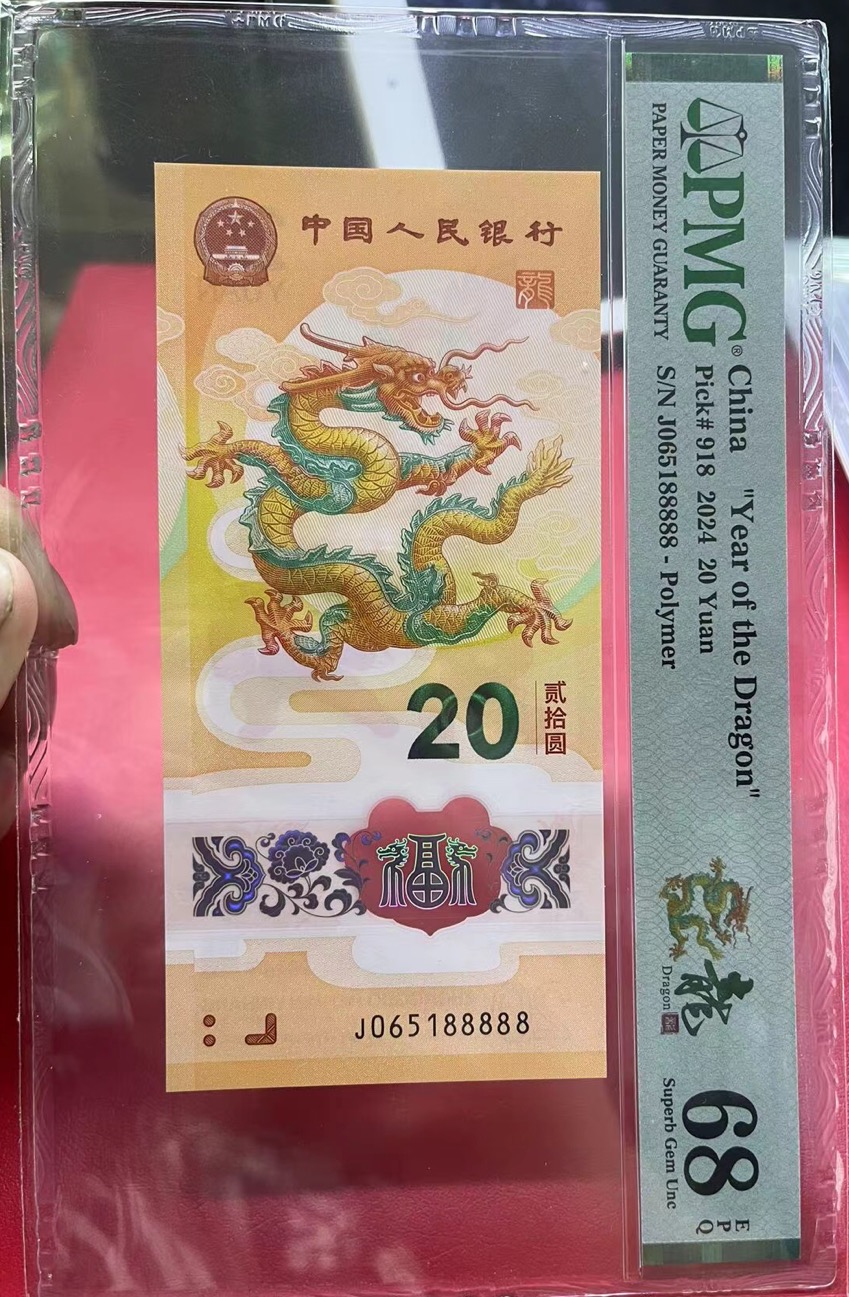 中国人民银行
龍
20
贰拾圆
福
J065188888
PMG®
PAPER MONEY GUARANTY
China "Year of the Dragon"
Pick# 918 2024 20 Yuan
S/N J065188888 - Polymer
龍
Dragon
68
EPQ
Superb Gem Unc